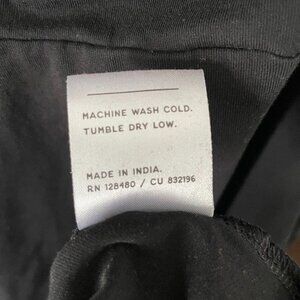 MACHINE WASH COLD.
TUMBLE DRY LOW.
MADE IN INDIA.
RN 128480 / CU 832196